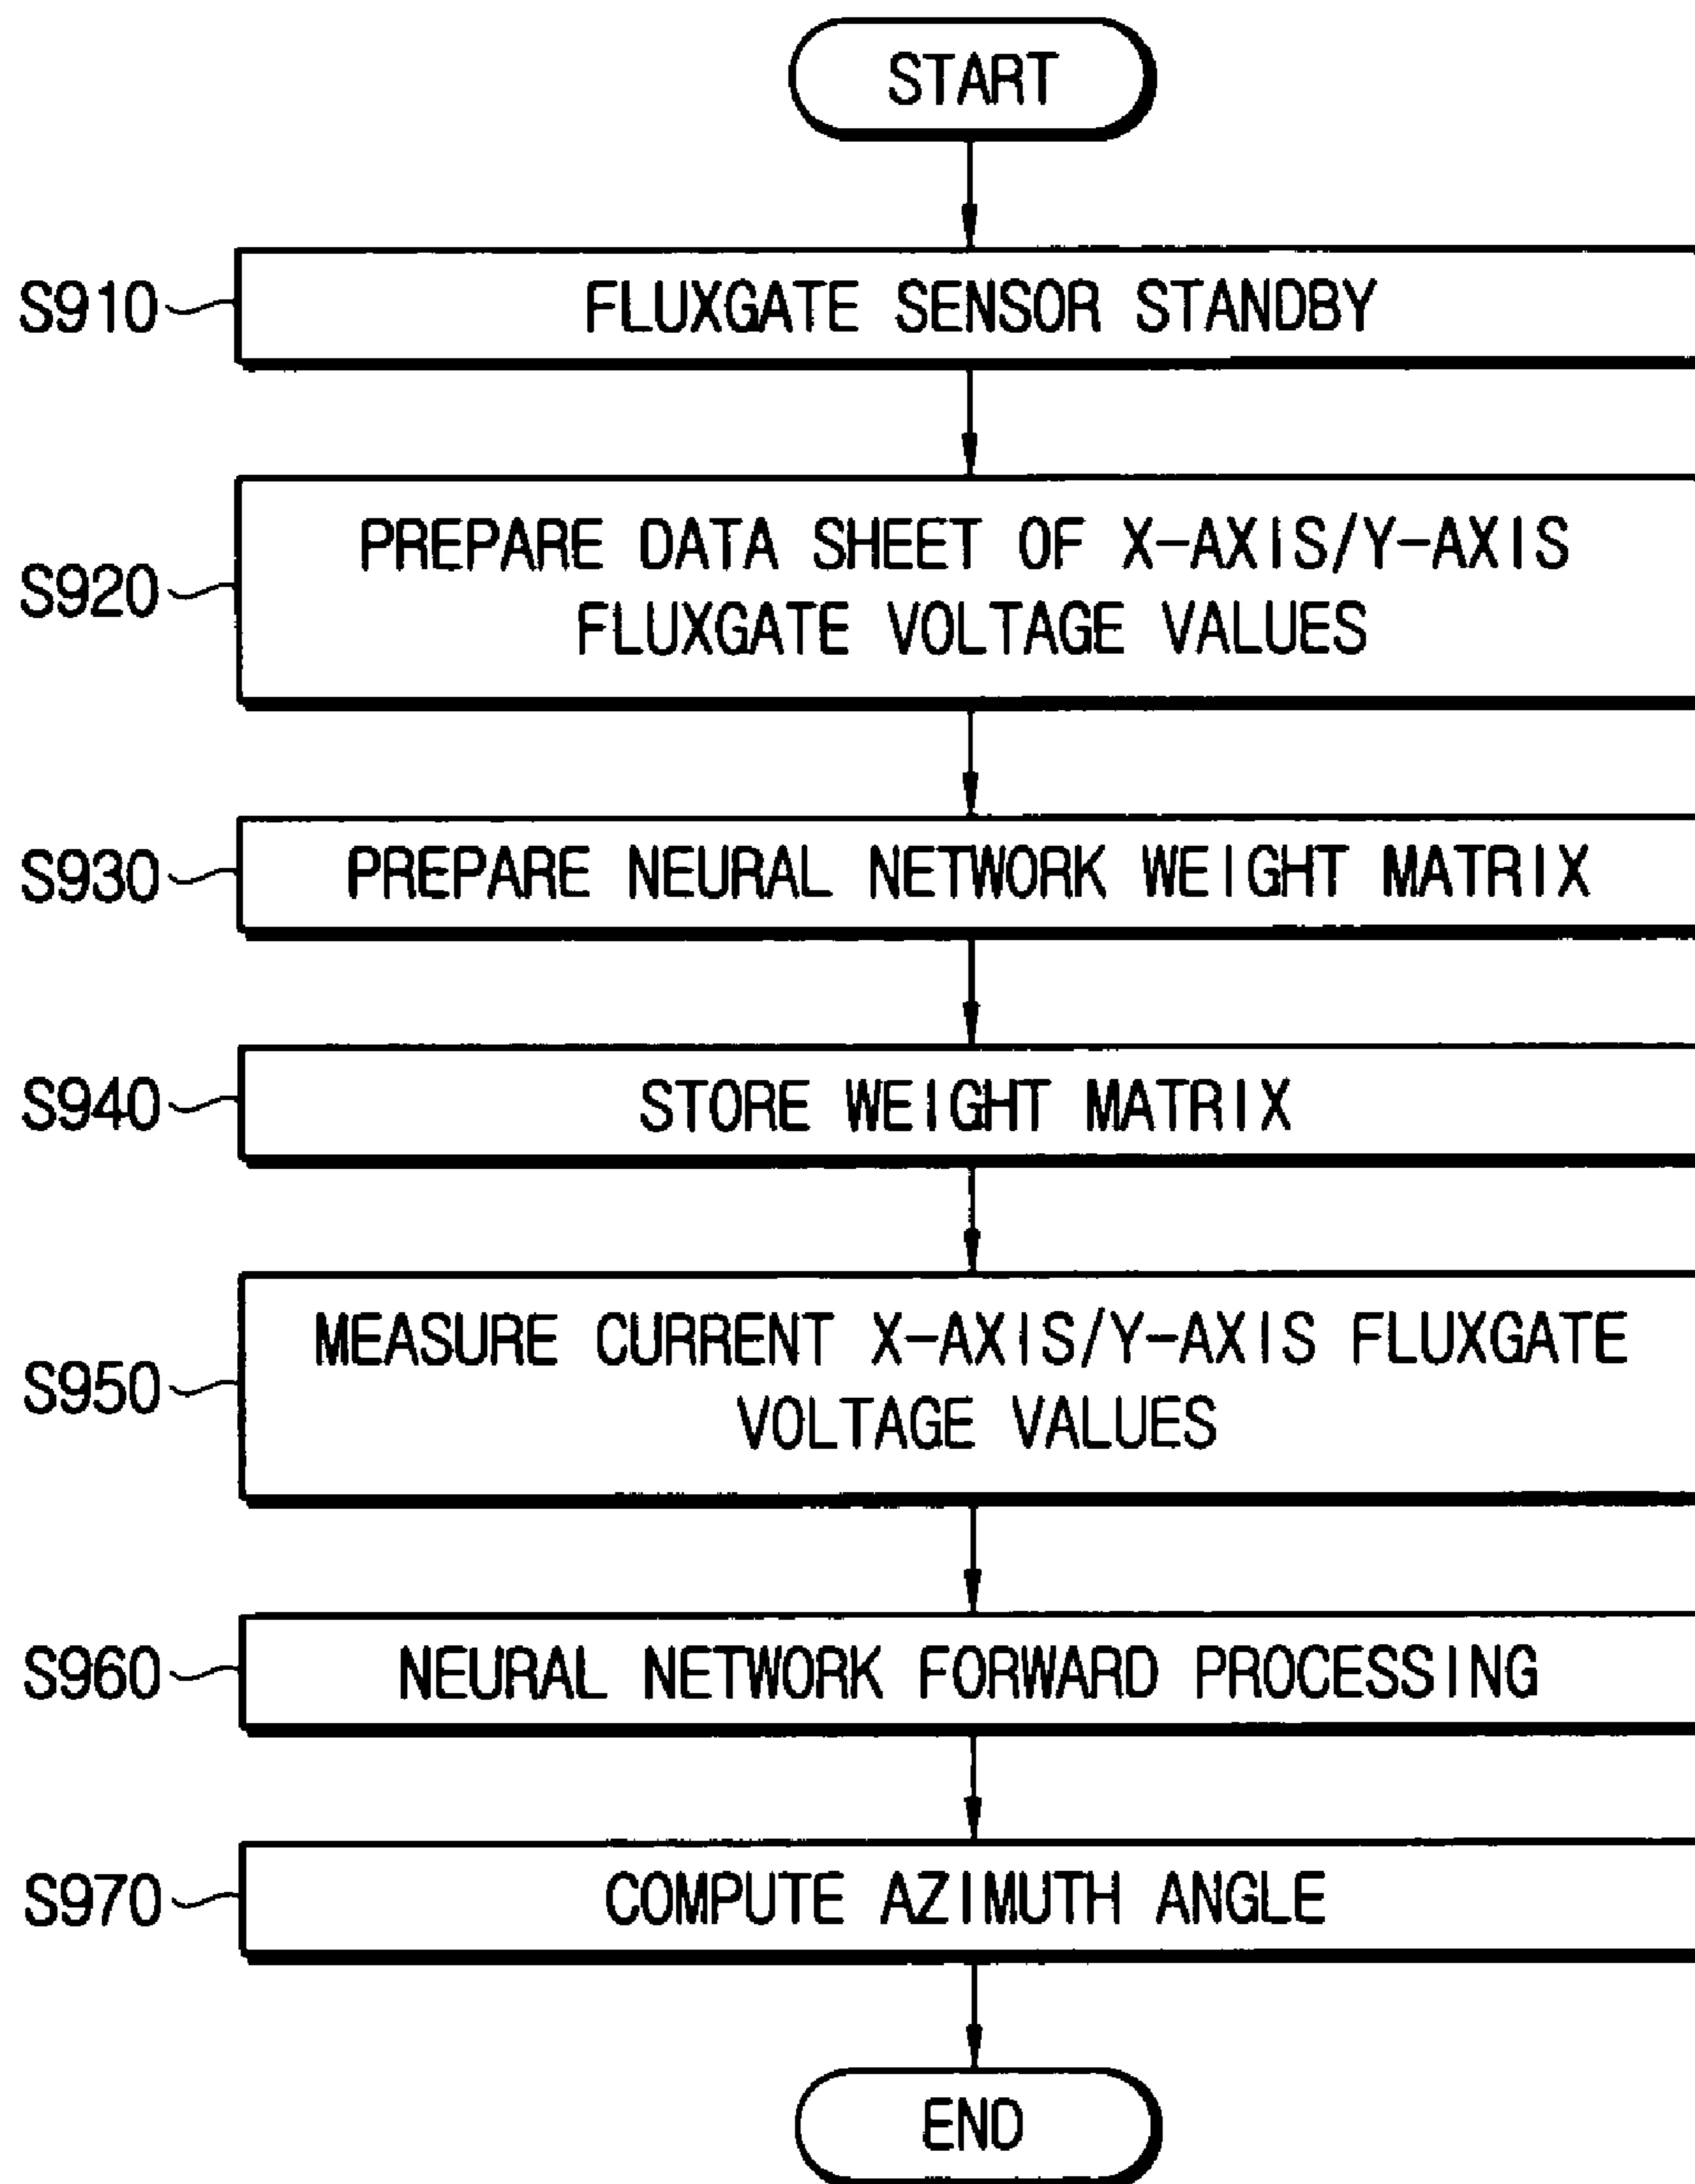 START
S910
FLUXGATE SENSOR STANDBY
S920
PREPARE DATA SHEET OF X-AXIS/Y-AXIS
FLUXGATE VOLTAGE VALUES
S930
PREPARE NEURAL NETWORK WEIGHT MATRIX
S940
STORE WEIGHT MATRIX
S950
MEASURE CURRENT X-AXIS/Y-AXIS FLUXGATE
VOLTAGE VALUES
S960
NEURAL NETWORK FORWARD PROCESSING
S970
COMPUTE AZIMUTH ANGLE
END